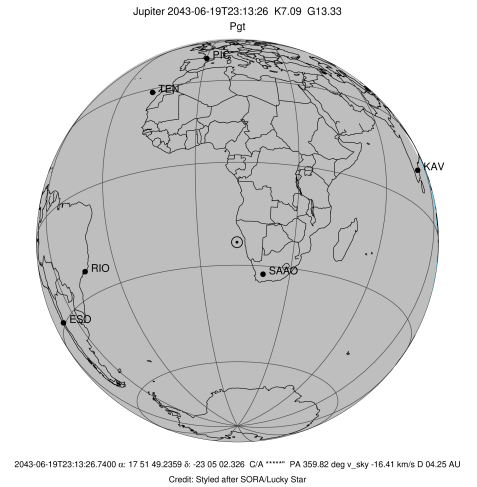 Jupiter 2043-06-19T23:13:26 K7.09 G13.33
Pgt
PIC
TEN
KAV
RIO
SAAO
ESO
2043-06-19T23:13:26.7400 α: 17 51 49.2359 δ: -23 05 02.326 C/A *****" PA 359.82 deg v_sky -16.41 km/s D 04.25 AU
Credit: Styled after SORA/Lucky Star